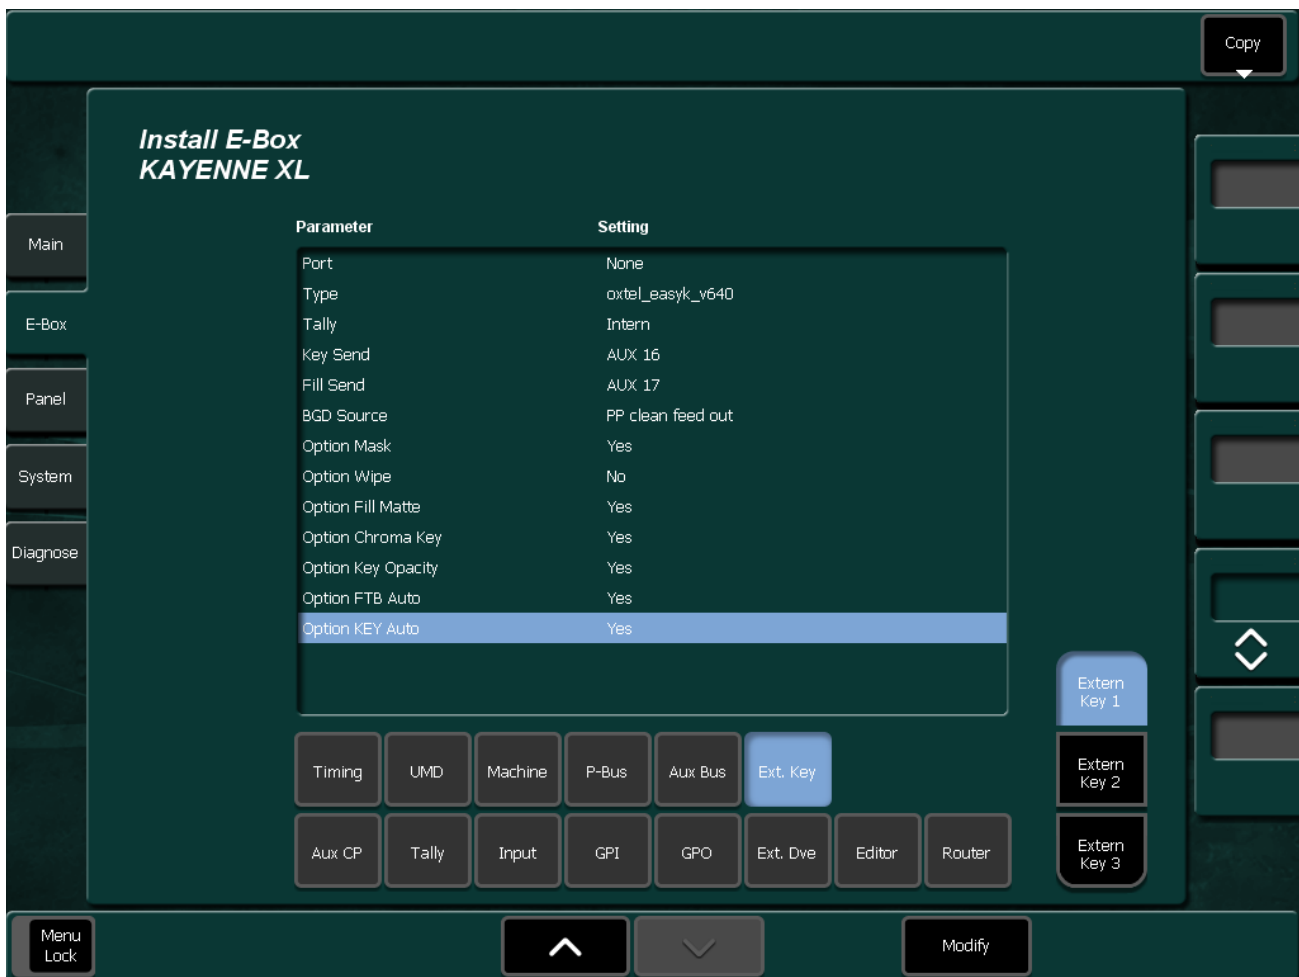 Copy
Install E-Box
KAYENNE XL
Parameter Setting
Port None
Type oxtel_easyk_v640
Tally Intern
Key Send AUX 16
Fill Send AUX 17
BGD Source PP clean feed out
Option Mask Yes
Option Wipe No
Option Fill Matte Yes
Option Chroma Key Yes
Option Key Opacity Yes
Option FTB Auto Yes
Option KEY Auto Yes
Main
E-Box
Panel
System
Diagnose
Extern
Key 1
Timing UMD Machine P-Bus Aux Bus Ext. Key
Extern
Key 2
Aux CP Tally Input GPI GPO Ext. Dve Editor Router
Extern
Key 3
Menu
Lock
Modify